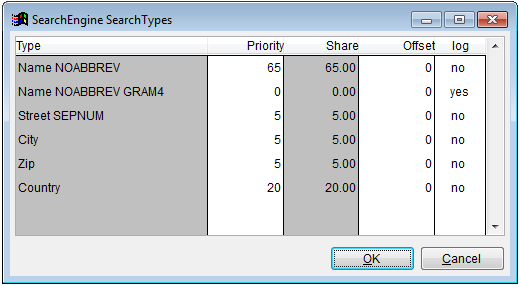 SearchEngine SearchTypes
Type Priority Share Offset log
Name NOABBREV 65 65.00 0 no
Name NOABBREV GRAM4 0 0.00 0 yes
Street SEPNUM 5 5.00 0 no
City 5 5.00 0 no
Zip 5 5.00 0 no
Country 20 20.00 0 no
OK Cancel